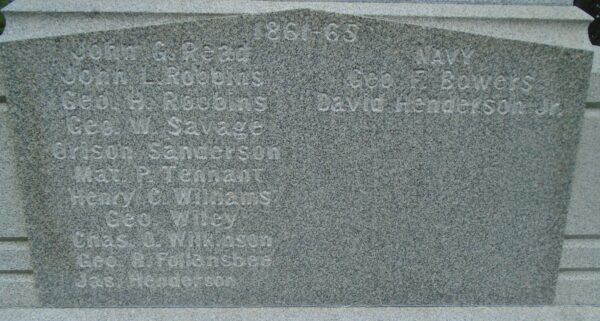 1861-65
John G. Read
John L. Robbins
Geo. H. Robbins
Geo. W. Savage
Orison Sanderson
Mat. P. Tennant
Henry C. Williams
Geo. Wiley
Chas. O. Wilkinson
Geo. B. Follansbee
Jas. Henderson
NAVY
Geo. F. Bowers
David Henderson Jr.